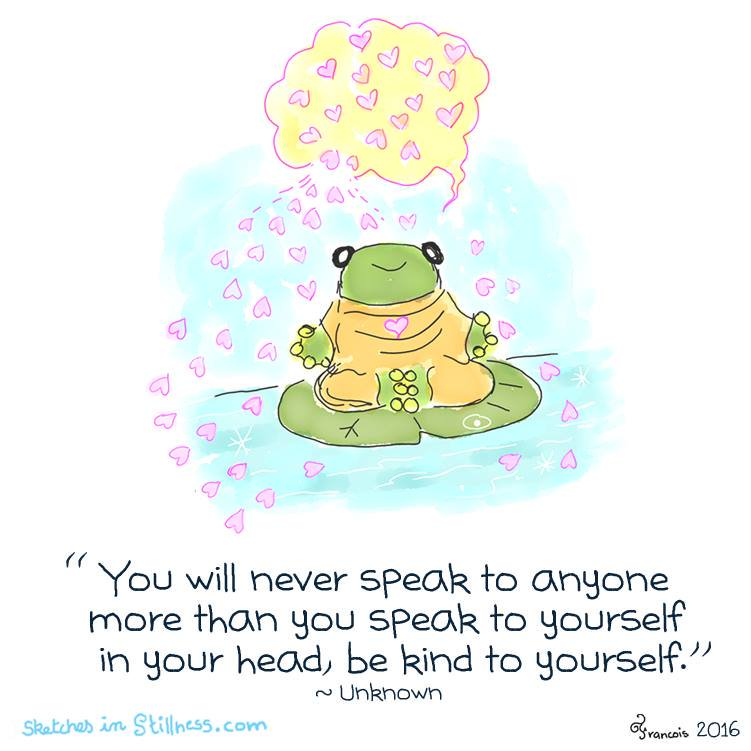 “You will never speak to anyone
more than you speak to yourself
in your head, be kind to yourself.”
~ Unknown
Sketches in Stillness.com
Francois 2016